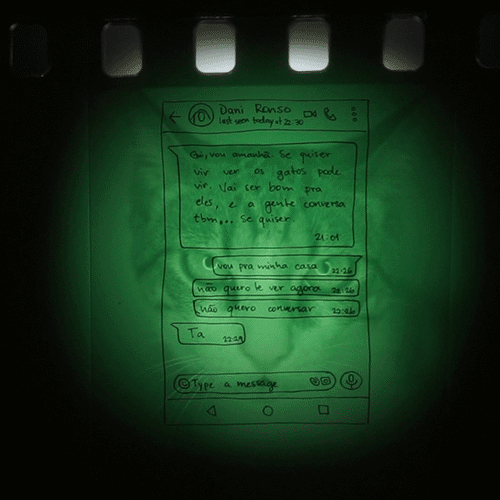 Dani Renso
last seen today at 22:30
Oi, vou amanhã. Se quiser
vir ver os gatos pode
vir. Vai ser bom pra
eles, e a gente conversa
tbm,.. Se quiser.
21:01
vou pra minha casa 22:26
não quero te ver agora 22:26
não quero conversar 22:26
Ta 22:29
Type a message